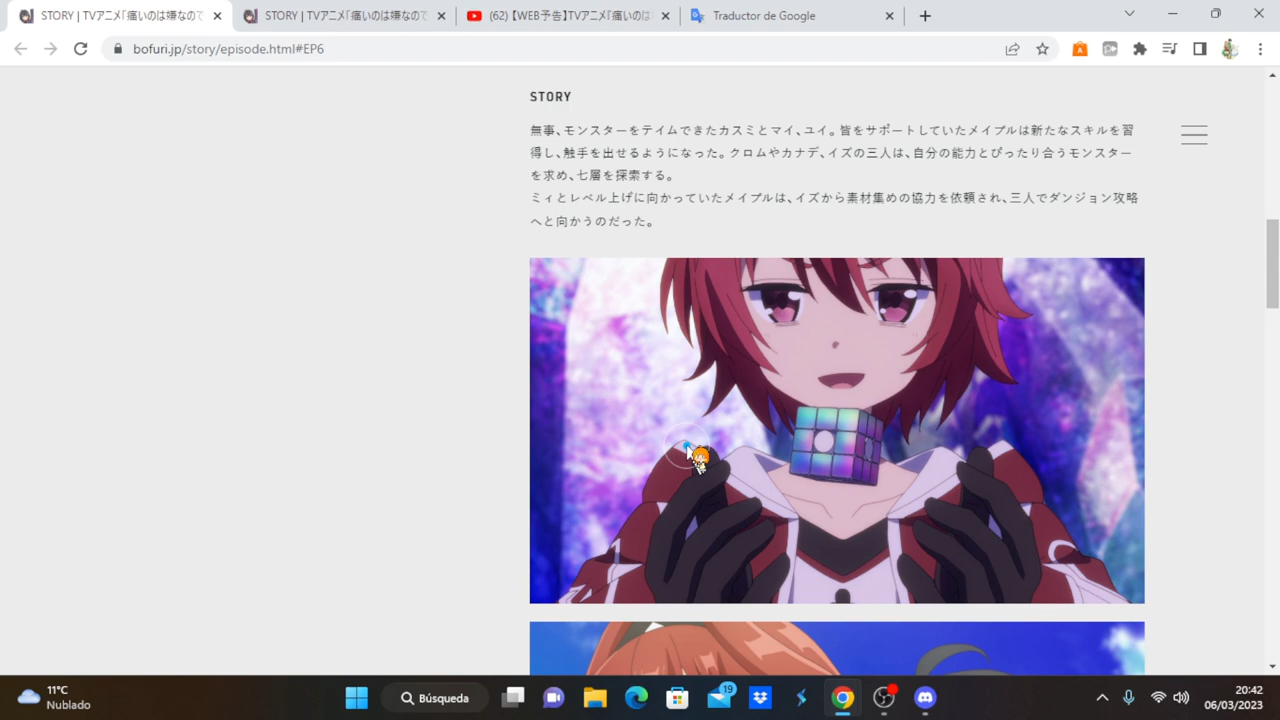 STORY | TVアニメ「痛いのは嫌なので
STORY | TVアニメ「痛いのは嫌なので
(62) 【WEB予告】TVアニメ「痛いのは
Traductor de Google
bofuri.jp/story/episode.html#EP6
STORY
無事、モンスターをテイムできたカスミとマイ、ユイ。皆をサポートしていたメイプルは新たなスキルを習
得し、触手を出せるようになった。クロムやカナデ、イズの三人は、自分の能力とぴったり合うモンスター
を求め、七層を探索する。
ミィとレベル上げに向かっていたメイプルは、イズから素材集めの協力を依頼され、三人でダンジョン攻略
へと向かうのだった。
11°C
Nublado
Búsqueda
19
20:42
06/03/2023